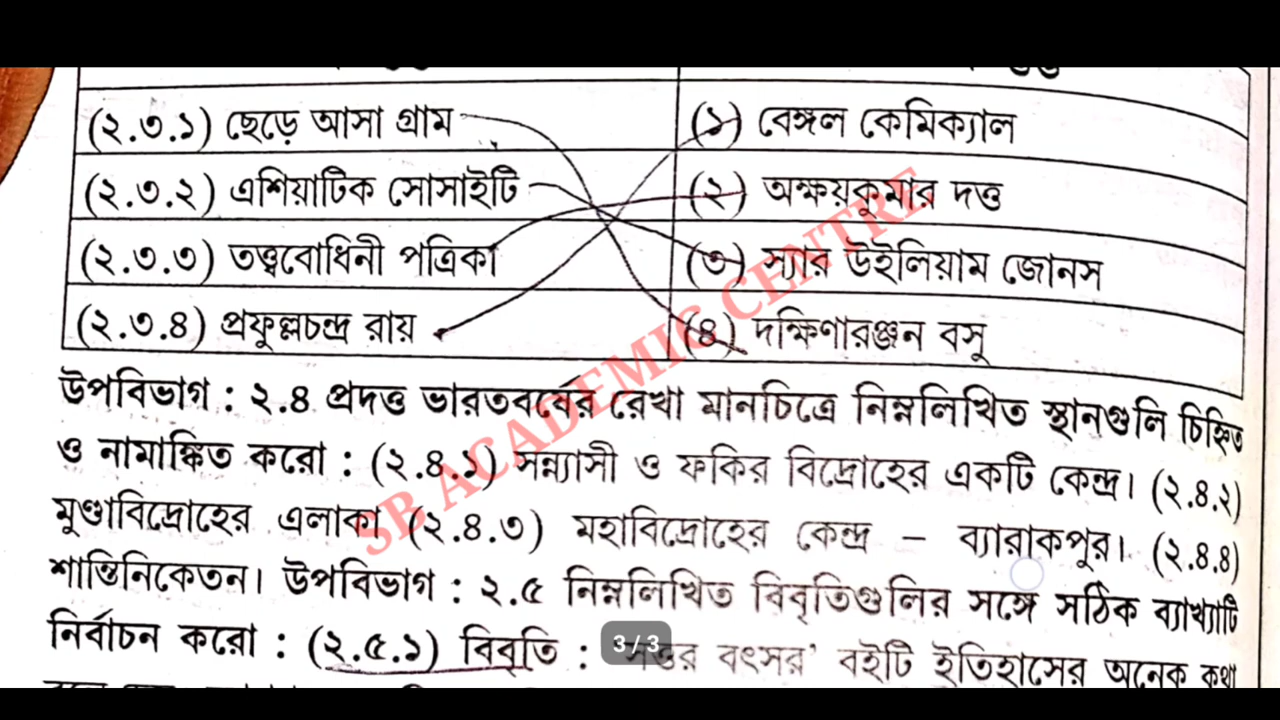 (২.৩.১) ছেড়ে আসা গ্রাম (১) বেঙ্গল কেমিক্যাল
(২.৩.২) এশিয়াটিক সোসাইটি (২) অক্ষয়কুমার দত্ত
(২.৩.৩) তত্ত্ববোধিনী পত্রিকা (৩) স্যার উইলিয়াম জোনস
(২.৩.৪) প্রফুল্লচন্দ্র রায় (৪) দক্ষিণারঞ্জন বসু
উপবিভাগ : ২.৪ প্রদত্ত ভারতবর্ষের রেখা মানচিত্রে নিম্নলিখিত স্থানগুলি চিহ্নিত
ও নামাঙ্কিত করো : (২.৪.১) সন্ন্যাসী ও ফকির বিদ্রোহের একটি কেন্দ্র। (২.৪.২)
মুণ্ডাবিদ্রোহের এলাকা (২.৪.৩) মহাবিদ্রোহের কেন্দ্র – ব্যারাকপুর। (২.৪.৪)
শান্তিনিকেতন। উপবিভাগ : ২.৫ নিম্নলিখিত বিবৃতিগুলির সঙ্গে সঠিক ব্যাখ্যাটি
নির্বাচন করো : (২.৫.১) বিবৃতি : 'সত্তর বৎসর' বইটি ইতিহাসের অনেক কথা
SB ACADEMIC CENTRE
3/3